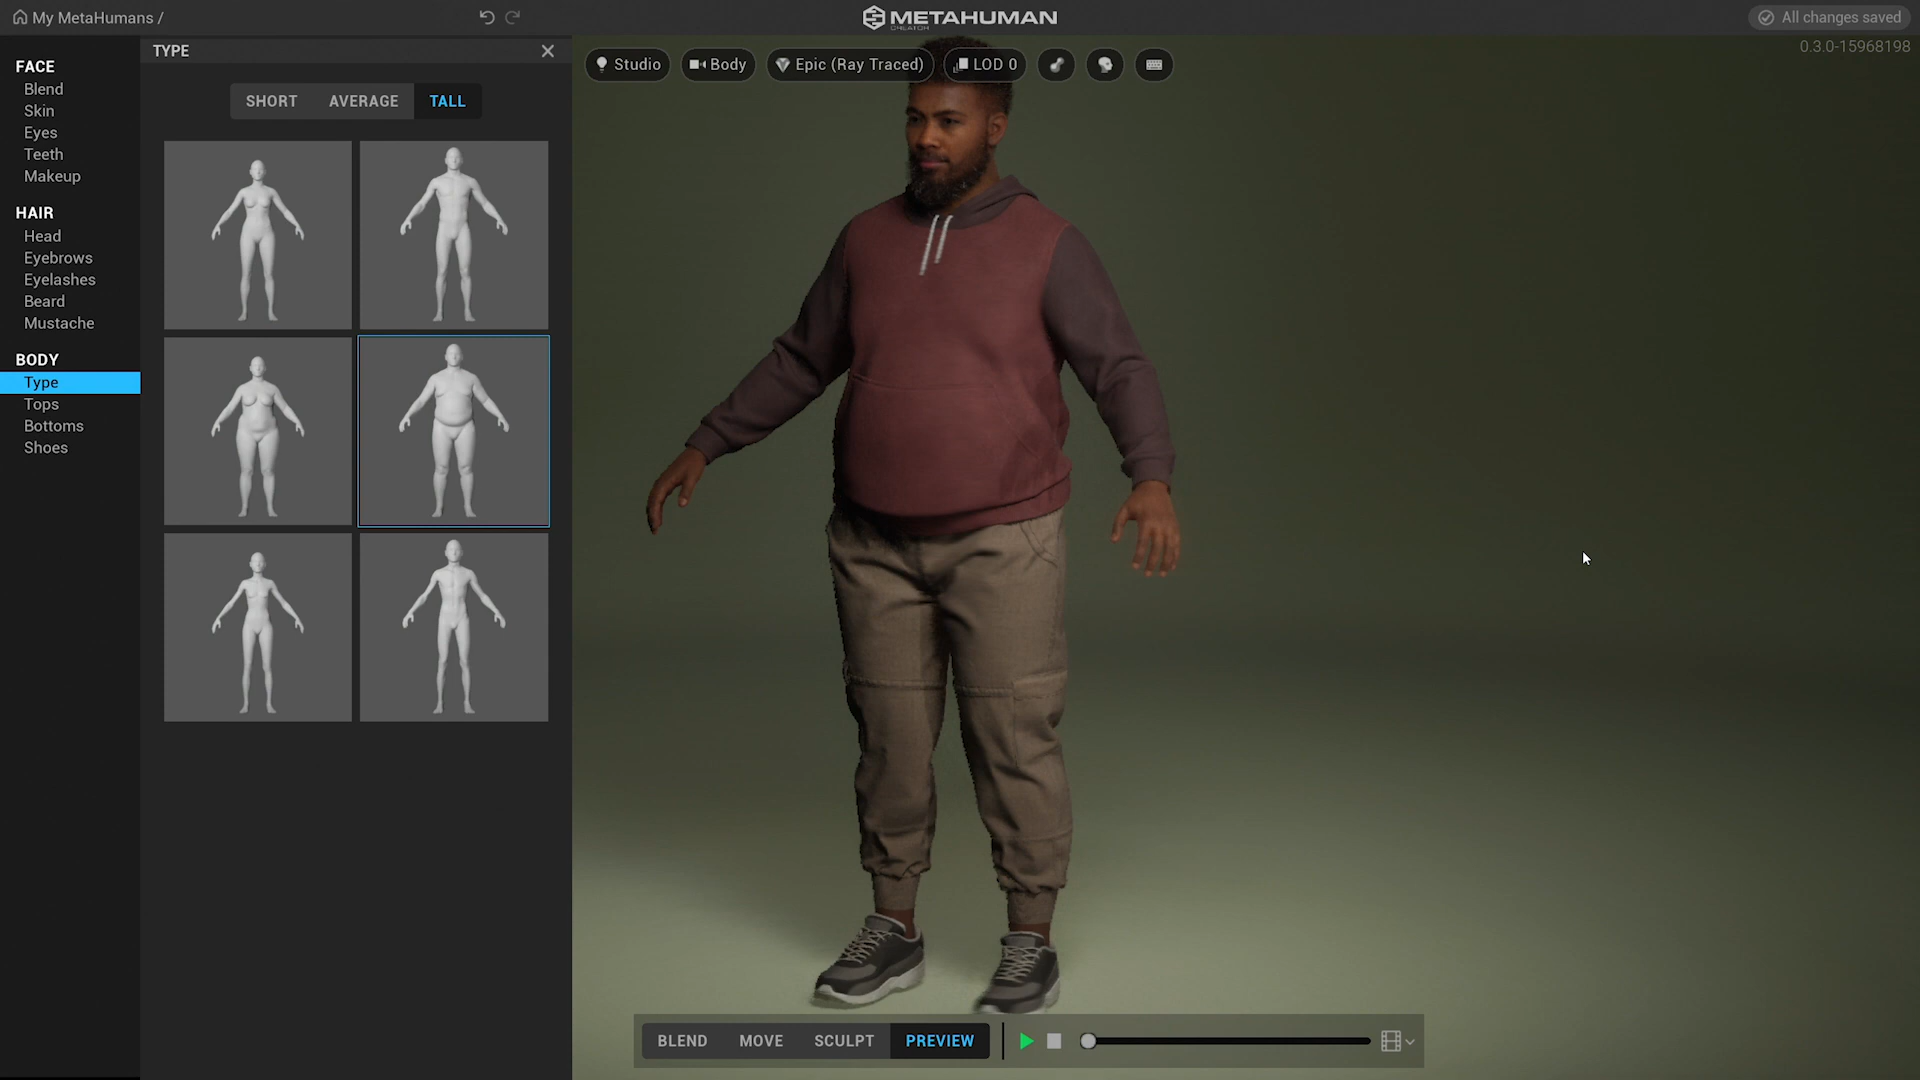 My MetaHumans /
METAHUMAN
CREATOR
All changes saved
0.3.0-15968198
FACE
Blend
Skin
Eyes
Teeth
Makeup
HAIR
Head
Eyebrows
Eyelashes
Beard
Mustache
BODY
Type
Tops
Bottoms
Shoes
TYPE
SHORT AVERAGE TALL
Studio Body Epic (Ray Traced) LOD 0
BLEND MOVE SCULPT PREVIEW